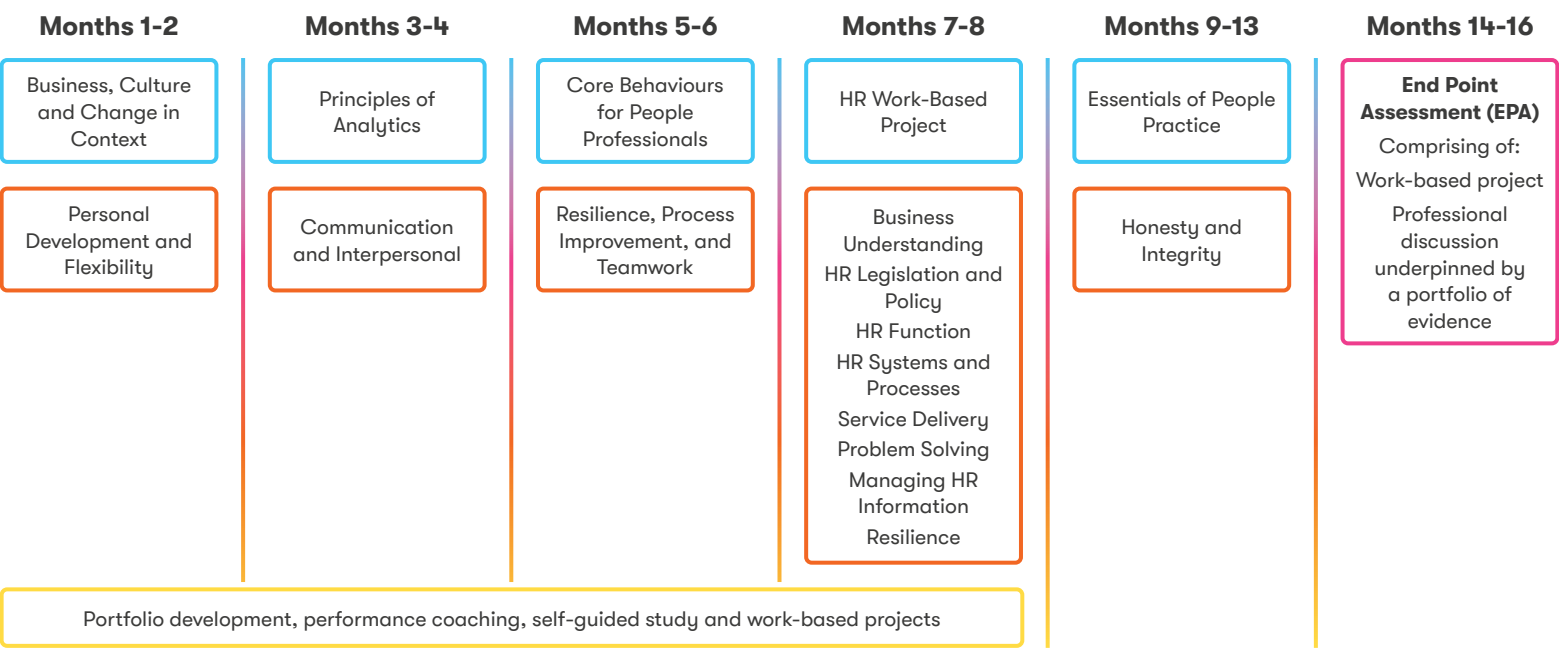 Months 1-2
Business, Culture
and Change in
Context
Personal
Development and
Flexibility
Months 3-4
Principles of
Analytics
Communication
and Interpersonal
Months 5-6
Core Behaviours
for People
Professionals
Resilience, Process
Improvement, and
Teamwork
Months 7-8
HR Work-Based
Project
Business
Understanding
HR Legislation and
Policy
HR Function
HR Systems and
Processes
Service Delivery
Problem Solving
Managing HR
Information
Resilience
Months 9-13
Essentials of People
Practice
Honesty and
Integrity
Months 14-16
End Point
Assessment (EPA)
Comprising of:
Work-based project
Professional
discussion
underpinned by
a portfolio of
evidence
Portfolio development, performance coaching, self-guided study and work-based projects